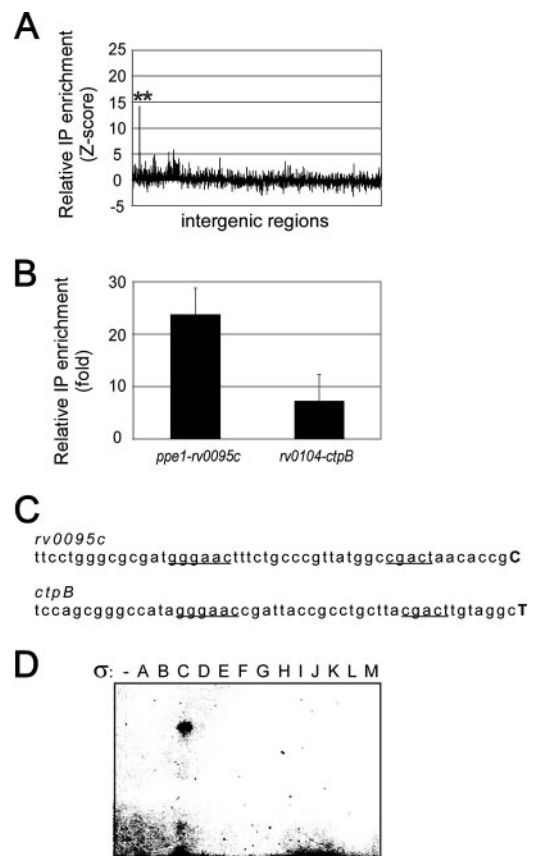 A
Relative IP enrichment
(Z-score)
25
20
15
10
5
0
-5
**
intergenic regions
B
Relative IP enrichment
(fold)
30
20
10
0
ppe1-rv0095c
rv0104-ctpB
C
rv0095c
ttcctgggcgcgatgggaactttctgcccgttatggccgactaacaccgC
ctpB
tccagcgggccatagggaaccgattaccgcctgcttacgacttgtaggcT
D
σ: - A B C D E F G H I J K L M